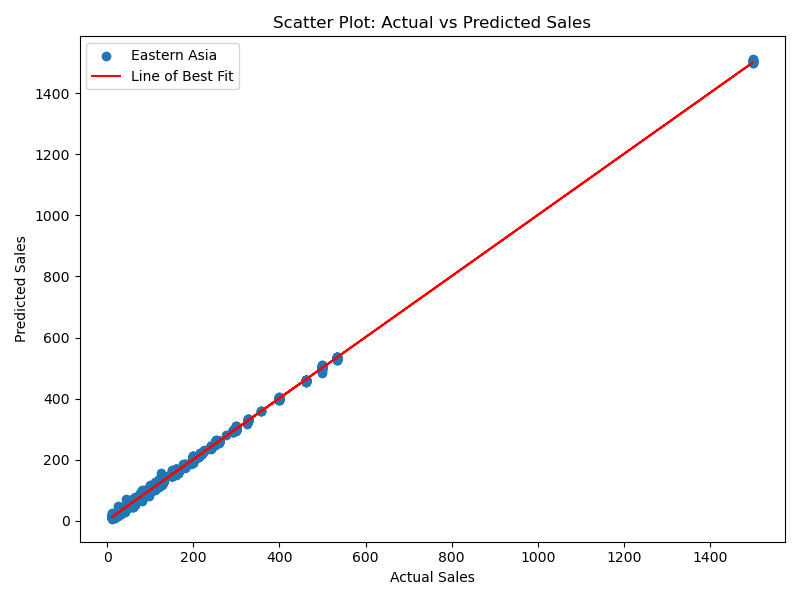 Scatter Plot: Actual vs Predicted Sales
Eastern Asia
Line of Best Fit
1400
1200
1000
800
600
400
200
0
Predicted Sales
0 200 400 600 800 1000 1200 1400
Actual Sales